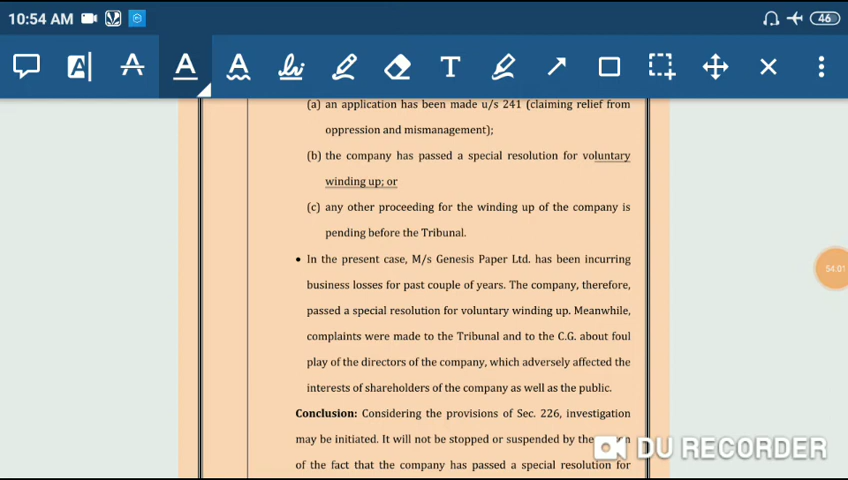 10:54 AM
46
(a) an application has been made u/s 241 (claiming relief from
oppression and mismanagement);
(b) the company has passed a special resolution for voluntary
winding up; or
(c) any other proceeding for the winding up of the company is
pending before the Tribunal.
• In the present case, M/s Genesis Paper Ltd. has been incurring
business losses for past couple of years. The company, therefore,
passed a special resolution for voluntary winding up. Meanwhile,
complaints were made to the Tribunal and to the C.G. about foul
play of the directors of the company, which adversely affected the
interests of shareholders of the company as well as the public.
Conclusion: Considering the provisions of Sec. 226, investigation
may be initiated. It will not be stopped or suspended by the
of the fact that the company has passed a special resolution for
54:01
DU RECORDER